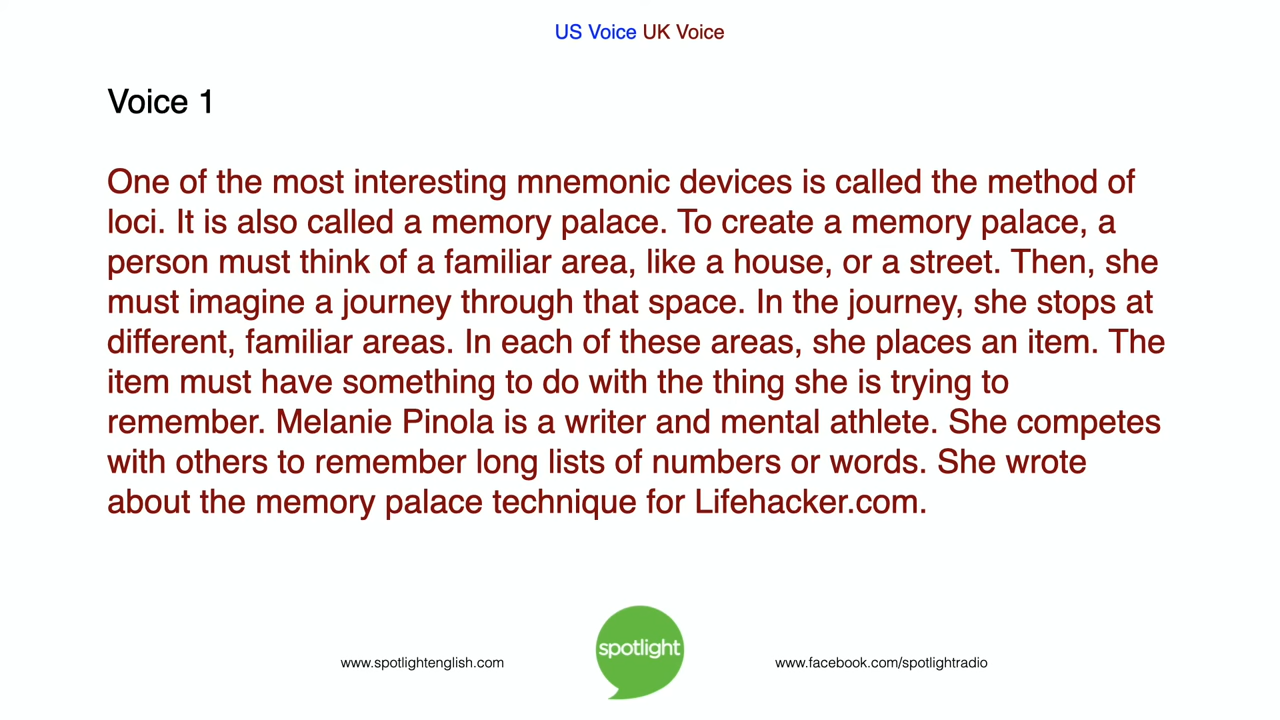 US Voice UK Voice
Voice 1
One of the most interesting mnemonic devices is called the method of
loci. It is also called a memory palace. To create a memory palace, a
person must think of a familiar area, like a house, or a street. Then, she
must imagine a journey through that space. In the journey, she stops at
different, familiar areas. In each of these areas, she places an item. The
item must have something to do with the thing she is trying to
remember. Melanie Pinola is a writer and mental athlete. She competes
with others to remember long lists of numbers or words. She wrote
about the memory palace technique for Lifehacker.com.
www.spotlightenglish.com
spotlight
www.facebook.com/spotlightradio